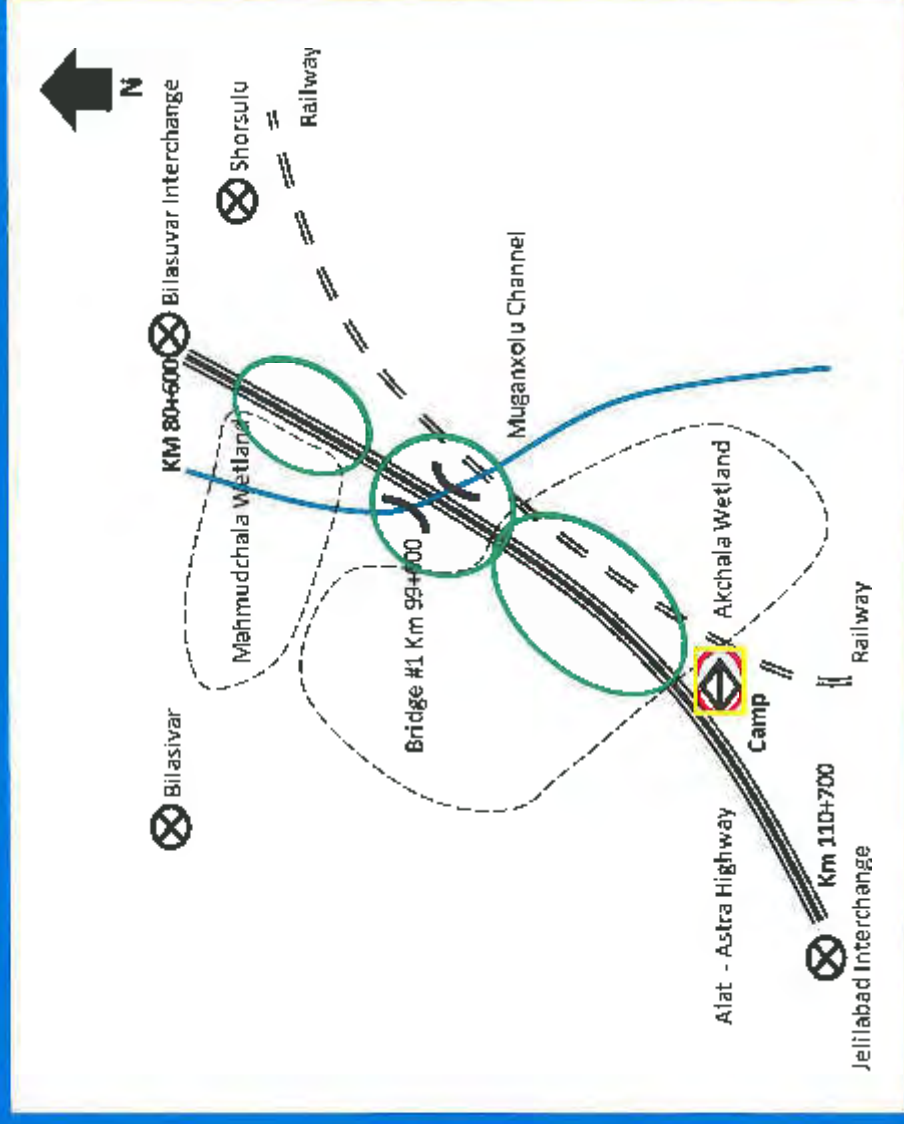 N
Bilasuvar Interchange
KM 80+600
Shorsulu
Railway
Mahmudchala Wetland
Bilasivar
Muganxolu Channel
Bridge #1 Km 99+600
Akchala Wetland
Railway
Camp
Km 110+700
Alat - Astra Highway
Jelilabad Interchange